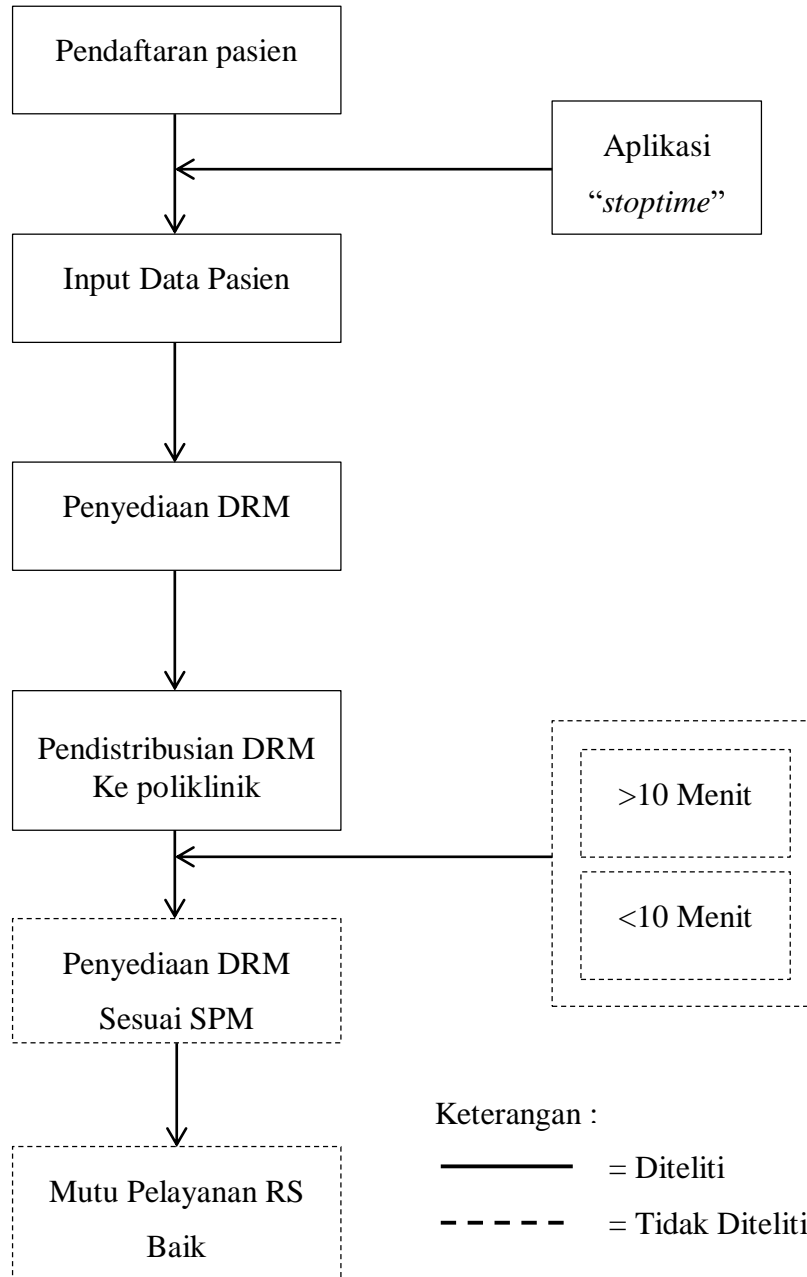 Pendaftaran pasien
Aplikasi
“stoptime”
Input Data Pasien
Penyediaan DRM
Pendistribusian DRM
Ke poliklinik
>10 Menit
<10 Menit
Penyediaan DRM
Sesuai SPM
Mutu Pelayanan RS
Baik
Keterangan :
= Diteliti
= Tidak Diteliti